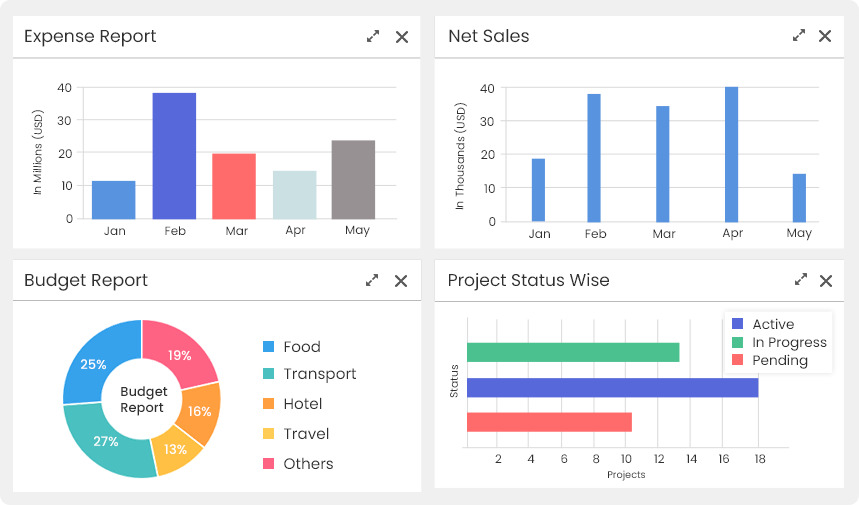 Expense Report
In Millions (USD)
40
30
20
10
0
Jan Feb Mar Apr May
Net Sales
In Thousands (USD)
40
30
20
10
0
Jan Feb Mar Apr May
Budget Report
25%
19%
16%
13%
27%
Budget
Report
Food
Transport
Hotel
Travel
Others
Project Status Wise
Active
In Progress
Pending
Status
2 4 6 8 10 12 14 16 18
Projects